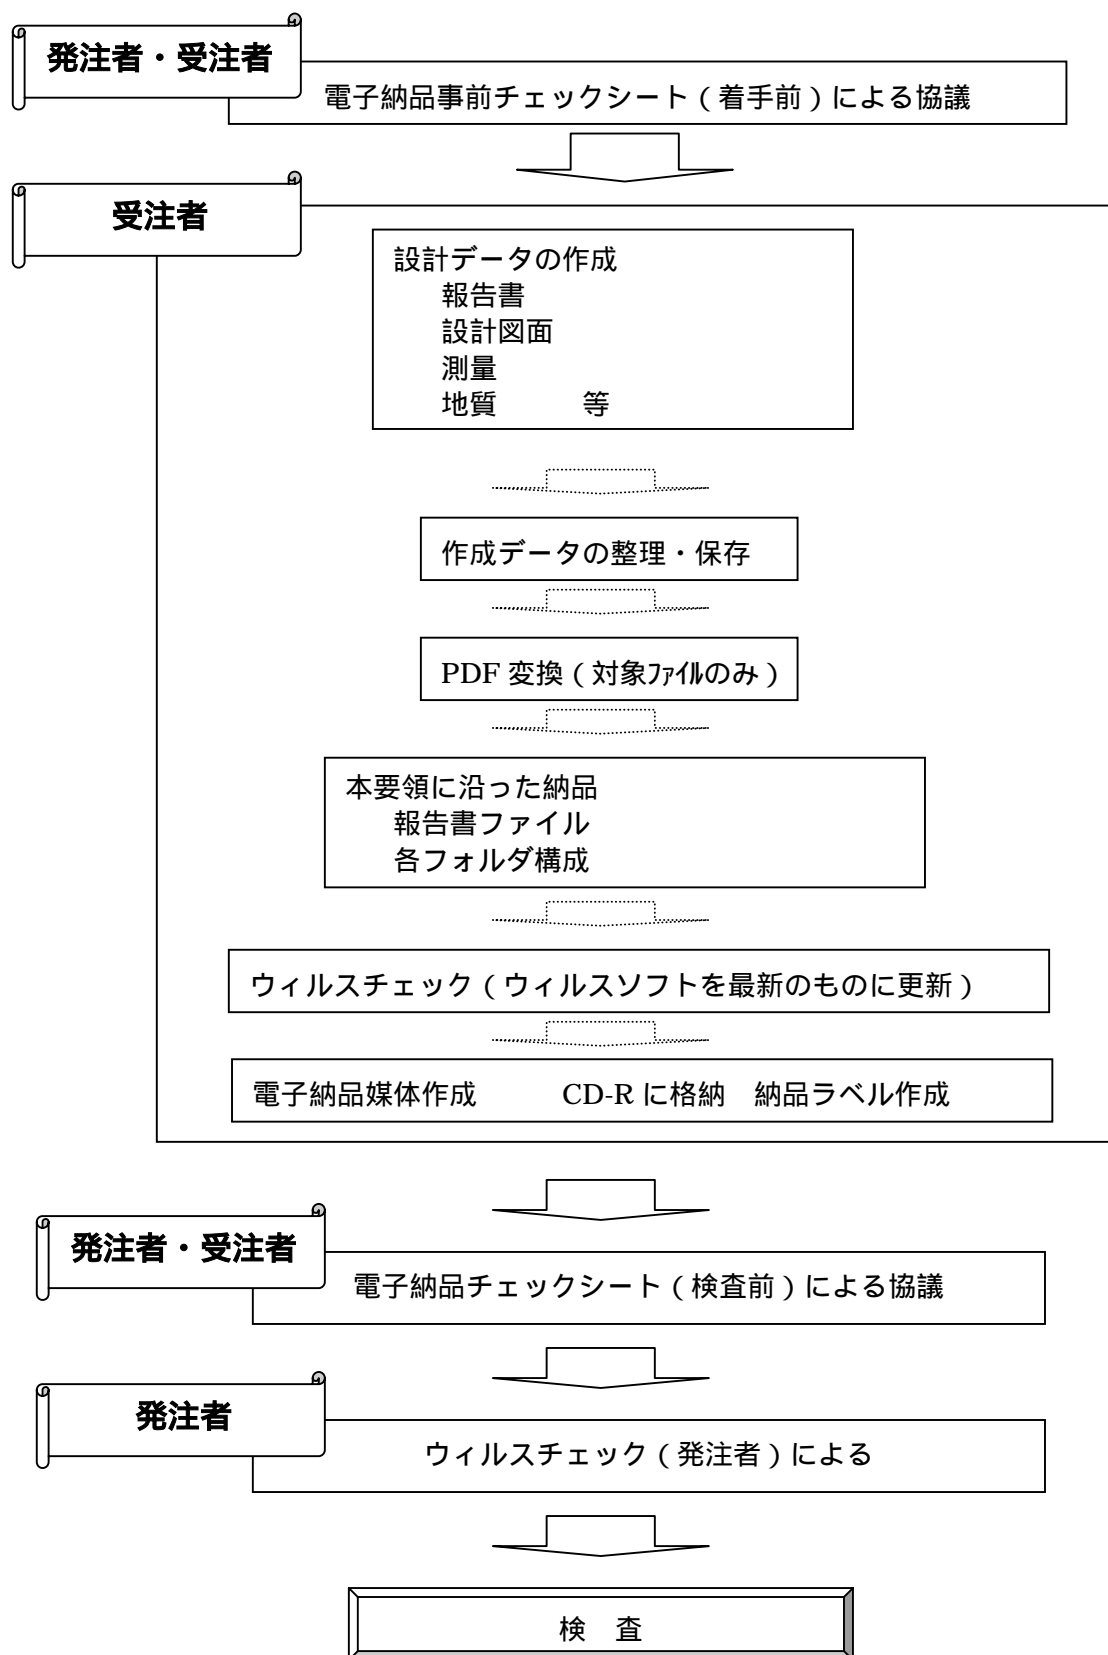 発注者・受注者
電子納品事前チェックシート（着手前）による協議
受注者
設計データの作成
報告書
設計図面
測量
地質　　　等
作成データの整理・保存
PDF 変換（対象ﾌｧｲﾙのみ）
本要領に沿った納品
報告書ファイル
各フォルダ構成
ウィルスチェック（ウィルスソフトを最新のものに更新）
電子納品媒体作成　　　CD-R に格納　納品ラベル作成
発注者・受注者
電子納品チェックシート（検査前）による協議
発注者
ウィルスチェック（発注者）による
検　査